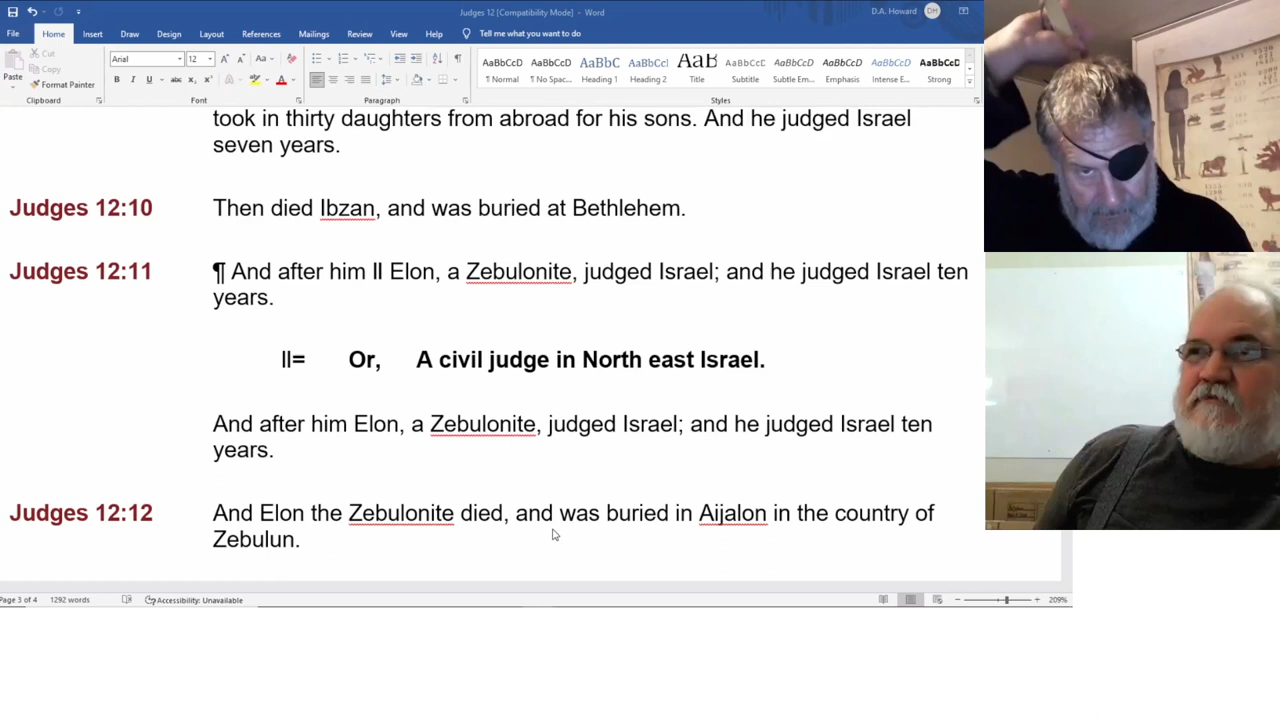 Judges 12 [Compatibility Mode] - Word
D.A. Howard
DH
File Home Insert Draw Design Layout References Mailings Review View Help Tell me what you want to do
Paste
Cut
Copy
Format Painter
Clipboard
Arial
12
Font
Paragraph
AaBbCcD AaBbCcD AaBbC AaBbCcI AaB AaBbCcD AaBbCcD AaBbCcD AaBbCcD AaBbCcD
¶ Normal ¶ No Spac... Heading 1 Heading 2 Title Subtitle Subtle Em... Emphasis Intense E... Strong
Styles
took in thirty daughters from abroad for his sons. And he judged Israel
seven years.
Judges 12:10 Then died Ibzan, and was buried at Bethlehem.
Judges 12:11 ¶ And after him ll Elon, a Zebulonite, judged Israel; and he judged Israel ten
years.
ll= Or, A civil judge in North east Israel.
And after him Elon, a Zebulonite, judged Israel; and he judged Israel ten
years.
Judges 12:12 And Elon the Zebulonite died, and was buried in Aijalon in the country of
Zebulun.
Page 3 of 4 1292 words Accessibility: Unavailable 209%